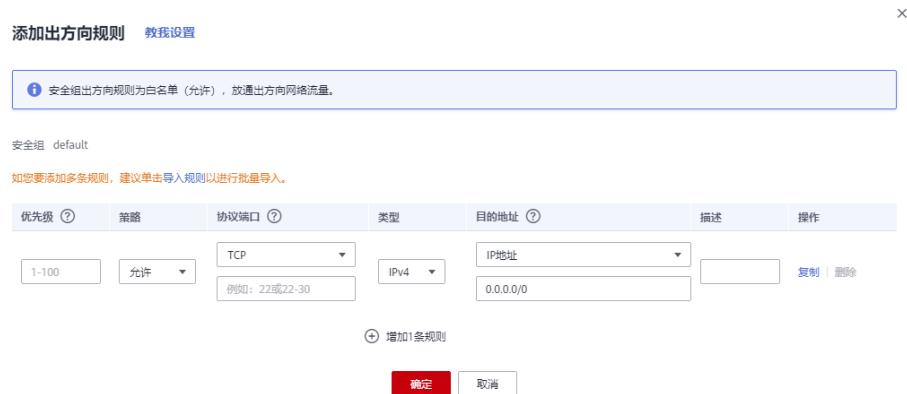 添加出方向规则 教我设置
安全组出方向规则为白名单（允许），放通出方向网络流量。
安全组 default
如您要添加多条规则，建议单击导入规则以进行批量导入。
优先级 ? 策略 协议端口 ? 类型 目的地址 ? 描述 操作
TCP IP地址
1-100 允许 IPv4 复制 删除
例如：22或22-30 0.0.0.0/0
增加1条规则
确定 取消